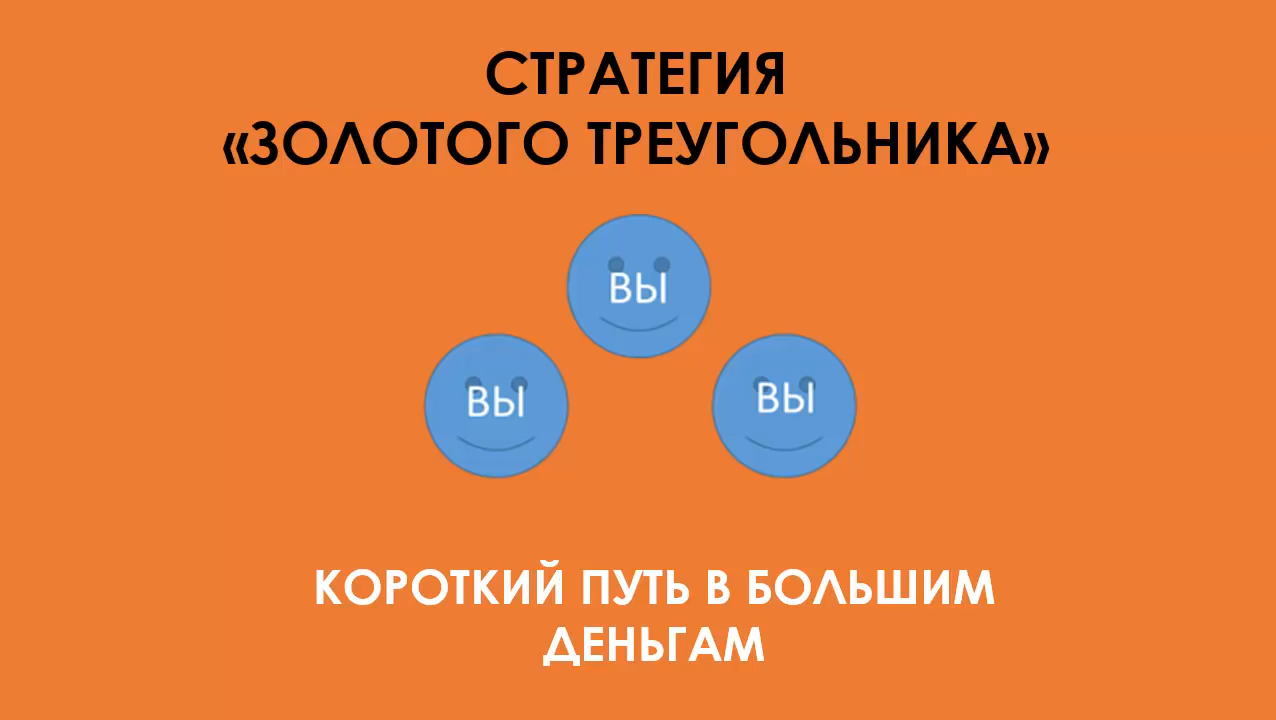 СТРАТЕГИЯ
«ЗОЛОТОГО ТРЕУГОЛЬНИКА»
ВЫ
ВЫ
ВЫ
КОРОТКИЙ ПУТЬ В БОЛЬШИМ
ДЕНЬГАМ